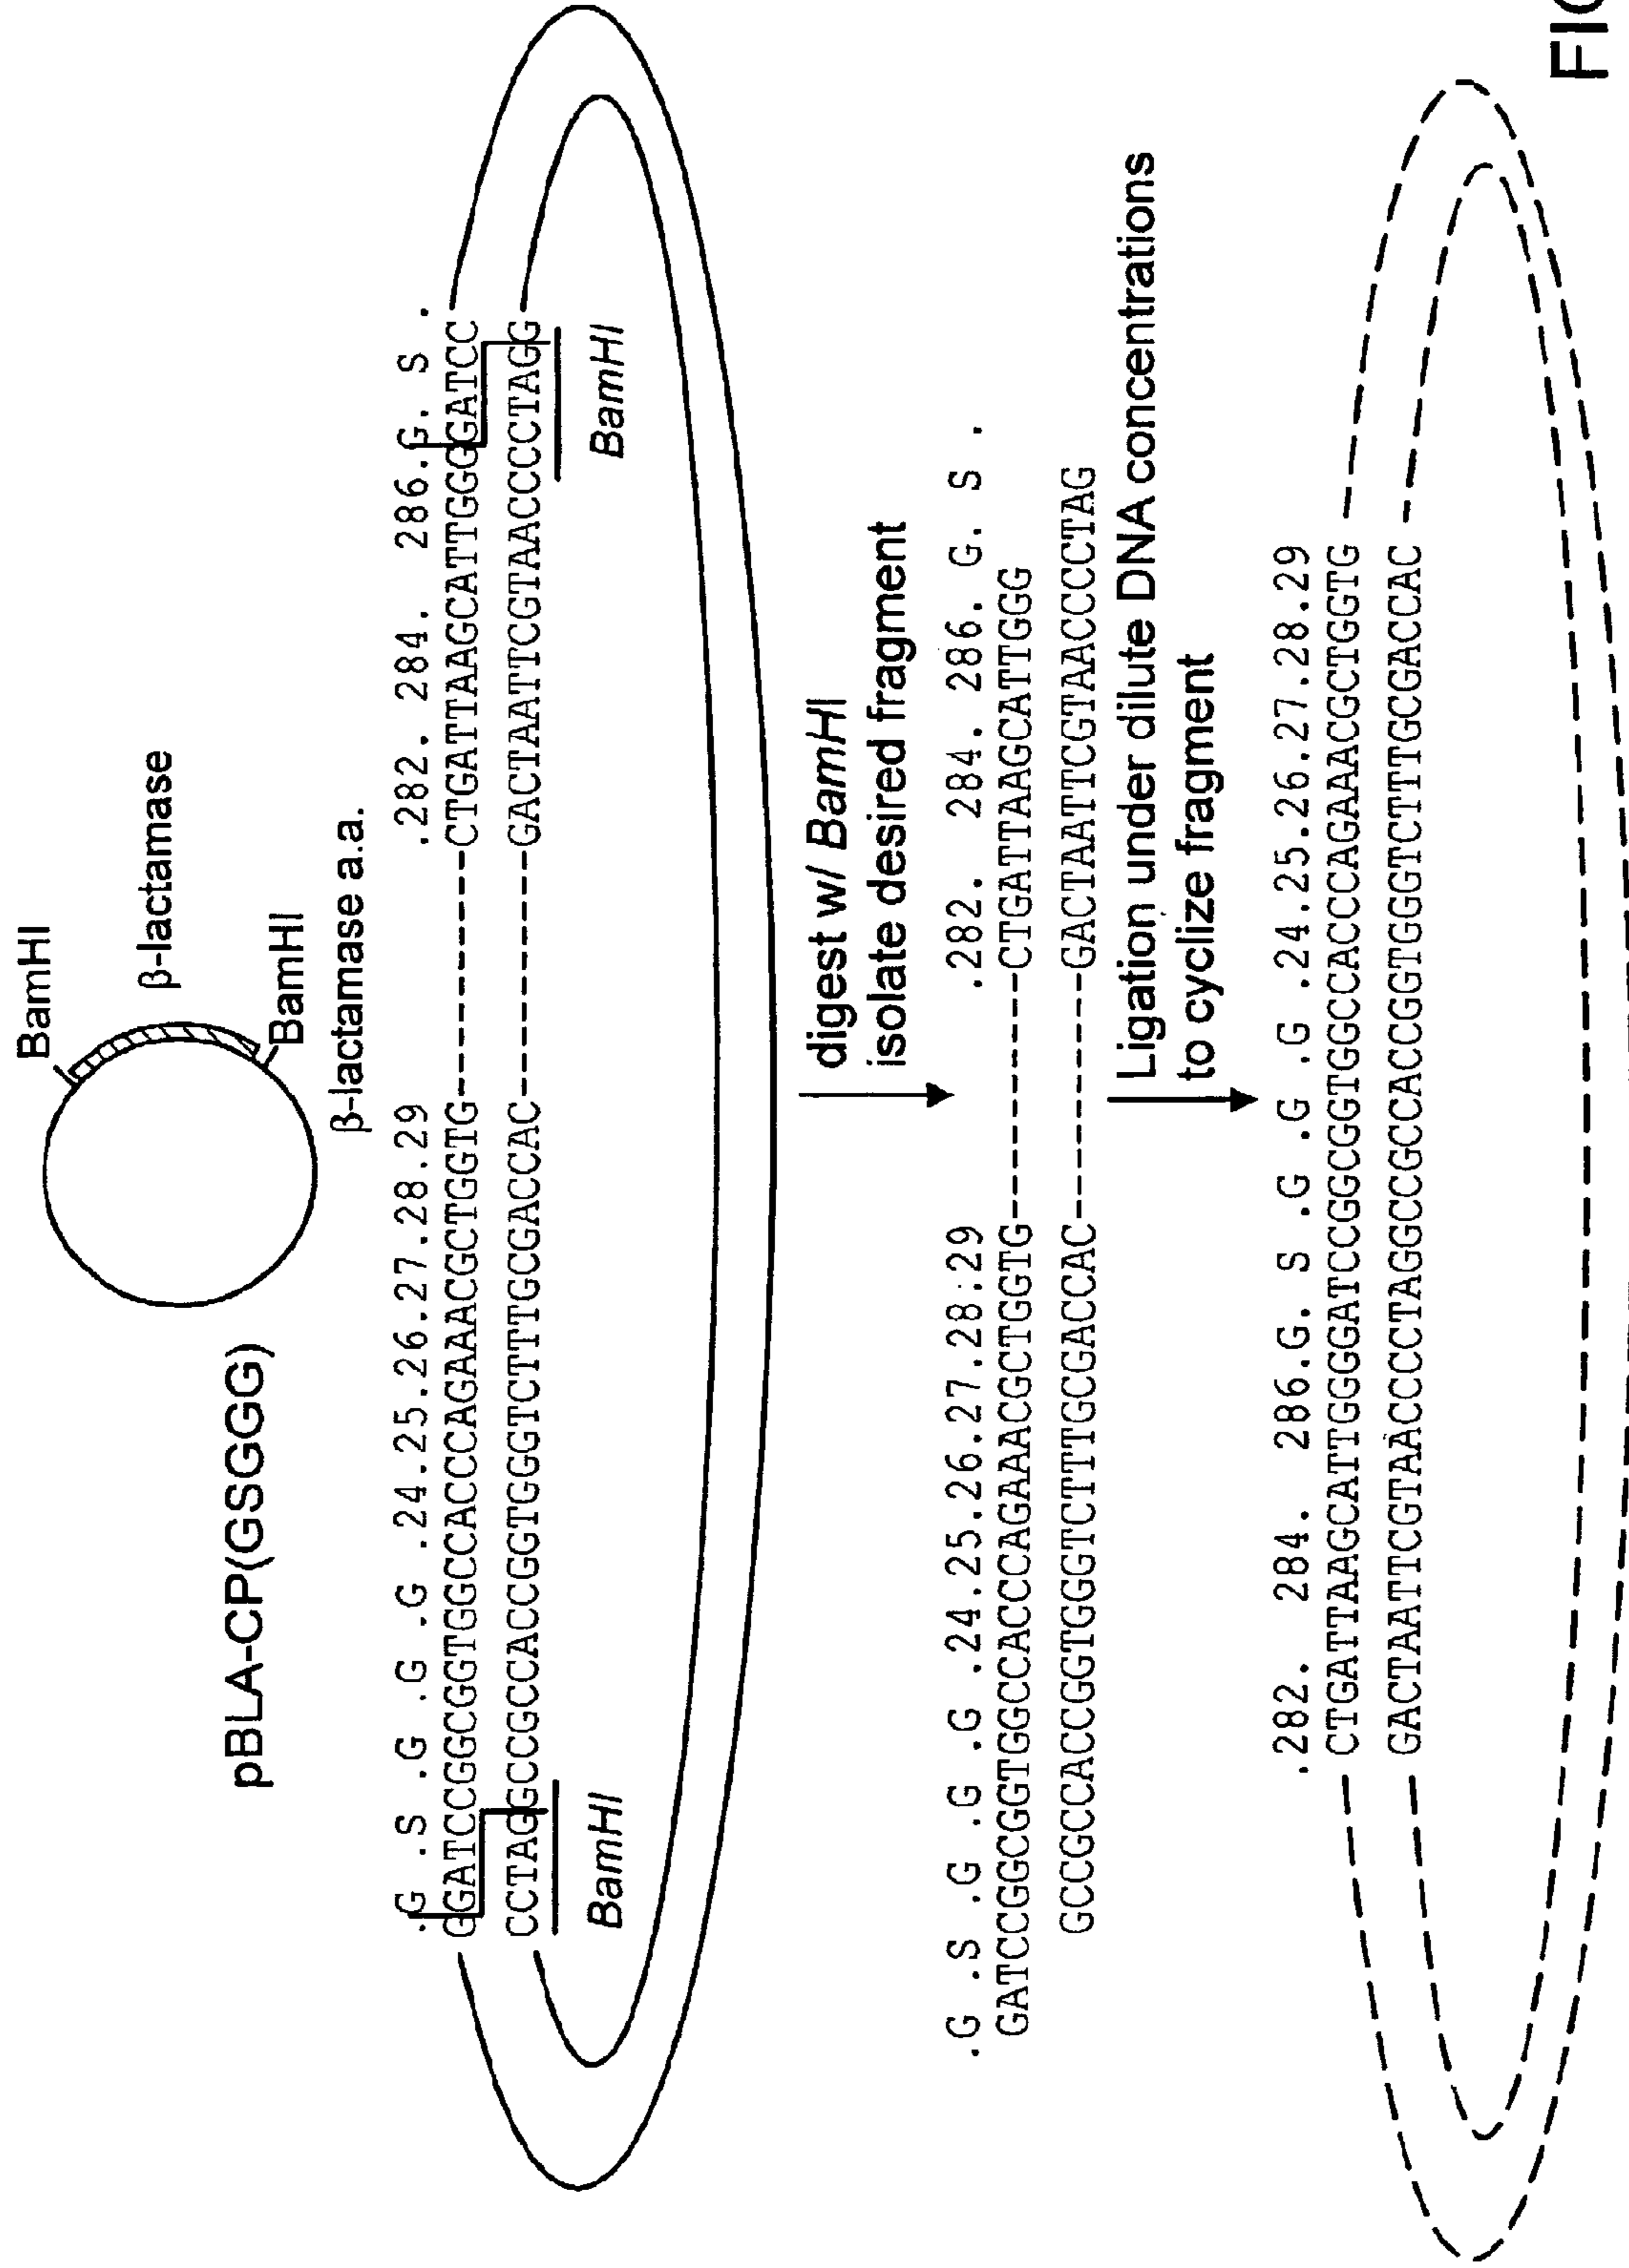 BamHI
β-lactamase
BamHI
pBLA-CP(GSGGG)
β-lactamase a.a.
.G .S .G .G .G .24.25.26.27.28.29 .282. 284. 286.G. S .
GGATCCGGCGGTGGCCACCCAGAAACGCTGGTG-----------CTGATTAAGCATTGGGGATCC
CCTAGGCCGCCACCGGTGGGTCTTTGCGACCAC-----------GACTAATTCGTAACCCCTAGG
BamHI BamHI
digest w/ BamHI
isolate desired fragment
.G .S .G .G .G .24.25.26.27.28.29 .282. 284. 286. G. S .
GATCCGGCGGTGGCCACCCAGAAACGCTGGTG-----------CTGATTAAGCATTGGG
GCCGCCACCGGTGGGTCTTTGCGACCAC-----------GACTAATTCGTAACCCCTAG
Ligation under dilute DNA concentrations
to cyclize fragment
.282. 284. 286.G. S .G .G .G .24.25.26.27.28.29
CTGATTAAGCATTGGGGATCCGGCGGTGGCCACCCAGAAACGCTGGTG
GACTAATTCGTAACCCCTAGGCCGCCACCGGTGGGTCTTTGCGACCAC